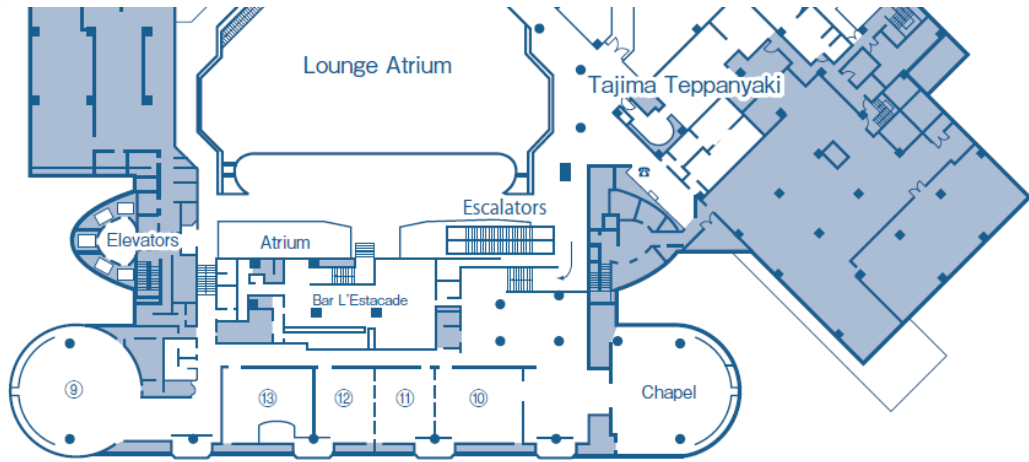 Lounge Atrium
Tajima Teppanyaki
☎
Escalators
Elevators
Atrium
Bar L'Estacade
⑨
⑬
⑫
⑪
⑩
Chapel